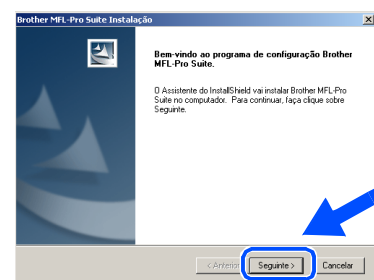 Brother MFL-Pro Suite Instalação
Bem-vindo ao programa de configuração Brother
MFL-Pro Suite.
O Assistente do InstallShield vai instalar Brother MFL-Pro
Suite no computador. Para continuar, faça clique sobre
Seguinte.
< Anterior
Seguinte >
Cancelar